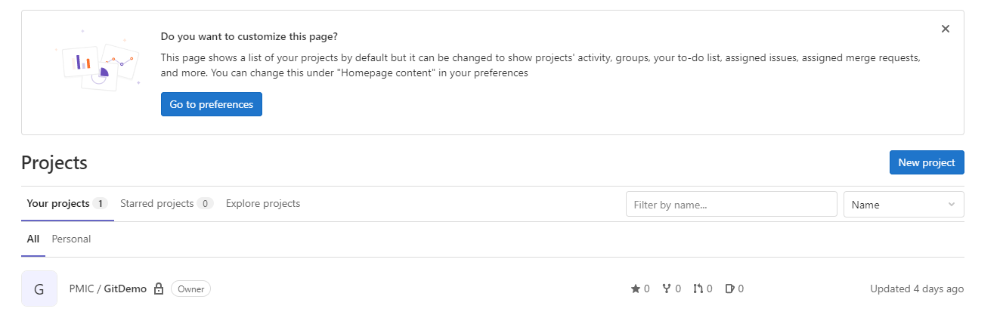 Do you want to customize this page?
This page shows a list of your projects by default but it can be changed to show projects' activity, groups, your to-do list, assigned issues, assigned merge requests,
and more. You can change this under "Homepage content" in your preferences
Go to preferences
Projects
New project
Your projects 1 Starred projects 0 Explore projects
Filter by name...
Name
All Personal
G PMIC / GitDemo Owner 0 0 0 0 Updated 4 days ago